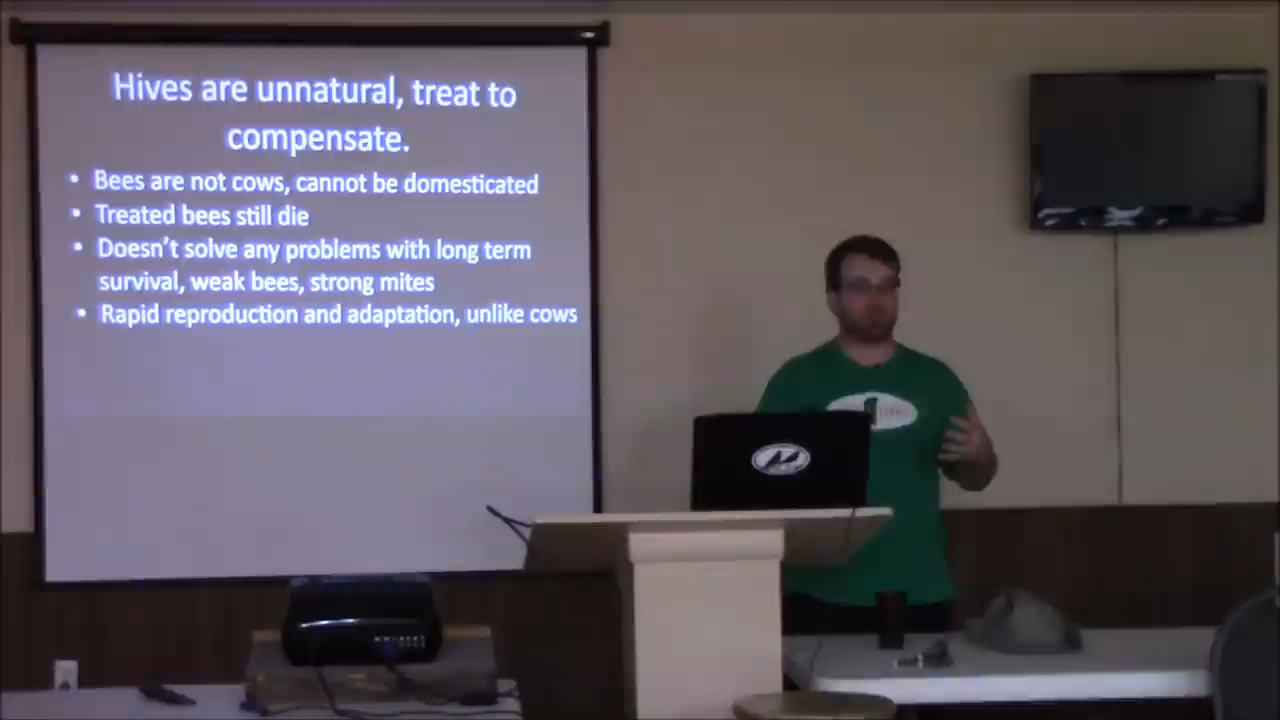 Hives are unnatural, treat to
compensate.
• Bees are not cows, cannot be domesticated
• Treated bees still die
• Doesn't solve any problems with long term
survival, weak bees, strong mites
• Rapid reproduction and adaptation, unlike cows